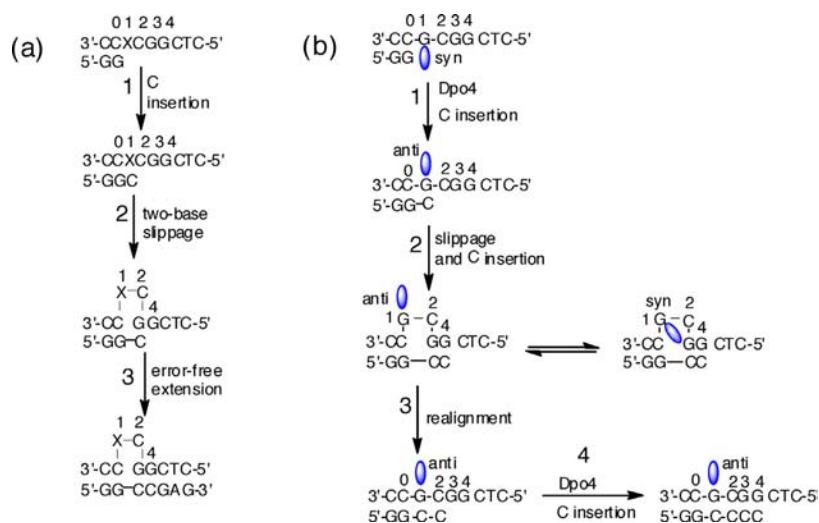 (a)
0 1 2 3 4
3'-CCXCGGCTC-5'
5'-GG
1
C
insertion
0 1 2 3 4
3'-CCXCGGCTC-5'
5'-GGC
2
two-base
slippage
1 2
X-C
4
3'-CC GGCTC-5'
5'-GG-C
3
error-free
extension
1 2
X-C
4
3'-CC GGCTC-5'
5'-GG-CCGAG-3'
(b)
0 1 2 3 4
3'-CC-G-CGG CTC-5'
5'-GG syn
1
Dpo4
C insertion
anti
0 2 3 4
3'-CC-G-CGG CTC-5'
5'-GG-C
2
slippage
and C insertion
anti
2
1 G-C
4
3'-CC GG CTC-5'
5'-GG-CC
syn
2
1 G-C
4
3'-CC GG CTC-5'
5'-GG-CC
3
realignment
0 anti
2 3 4
3'-CC-G-CGG CTC-5'
5'-GG-C-C
4
Dpo4
C insertion
anti
0 2 3 4
3'-CC-G-CGG CTC-5'
5'-GG-C-CCC